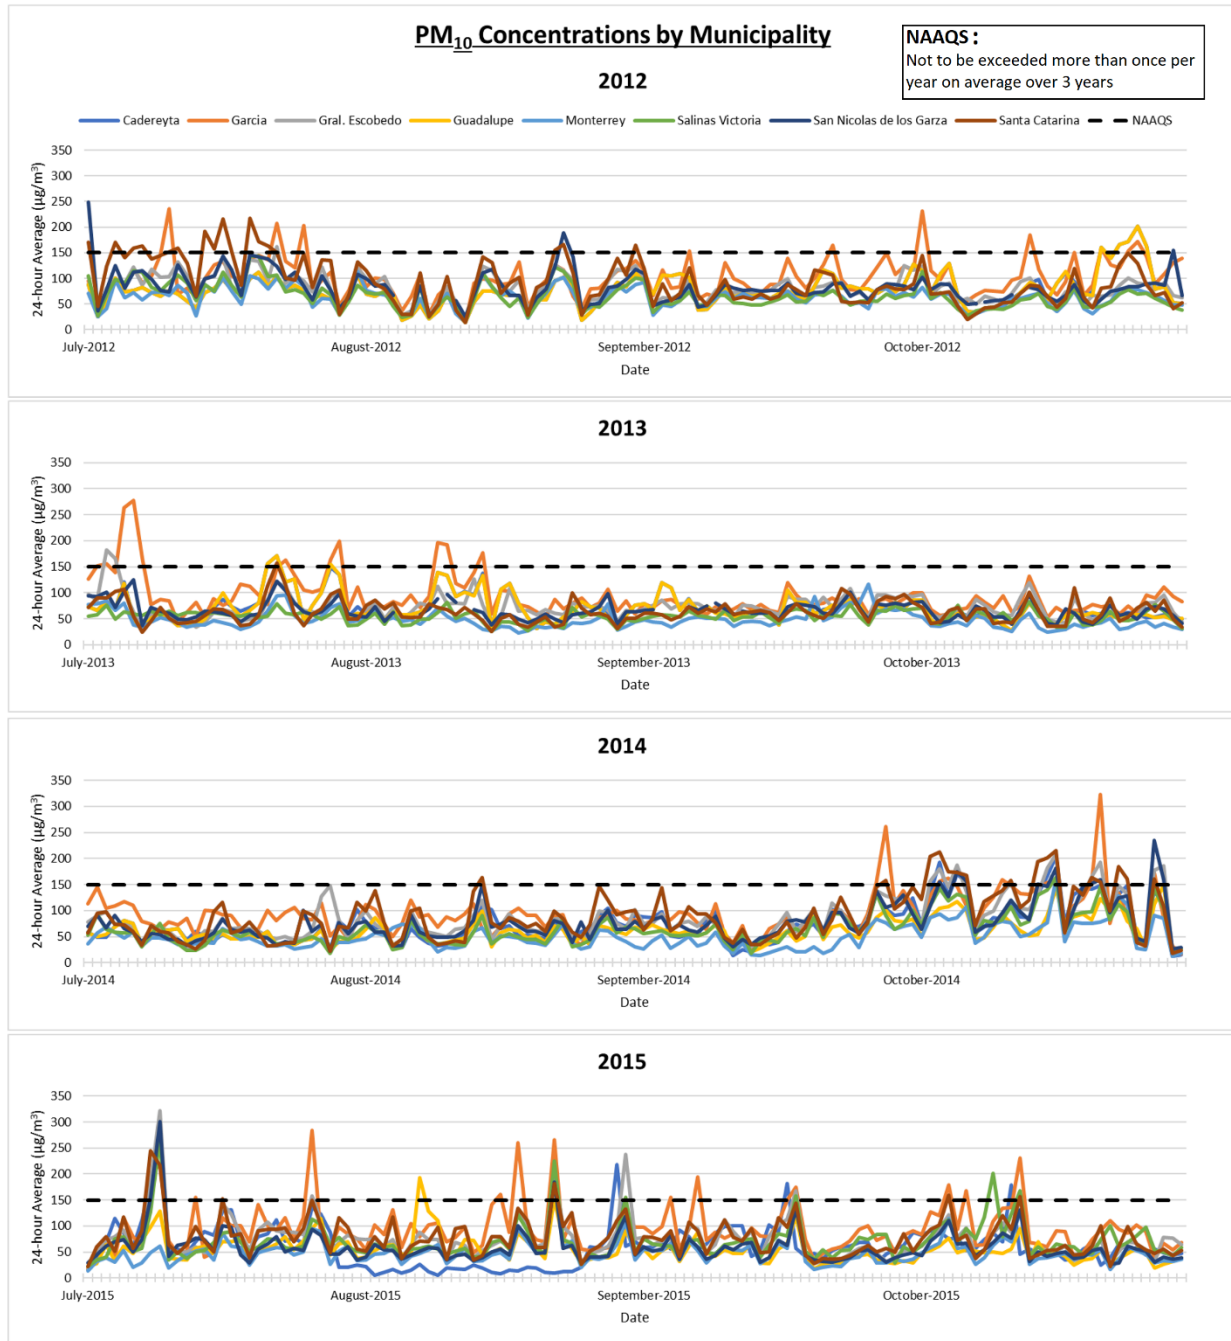 PM10 Concentrations by Municipality
NAAQS:
Not to be exceeded more than once per
year on average over 3 years
2012
Cadereyta Garcia Gral. Escobedo Guadalupe Monterrey Salinas Victoria San Nicolas de los Garza Santa Catarina NAAQS
24-hour Average (µg/m³)
350
300
250
200
150
100
50
0
July-2012 August-2012 September-2012 October-2012
Date
2013
24-hour Average (µg/m³)
350
300
250
200
150
100
50
0
July-2013 August-2013 September-2013 October-2013
Date
2014
24-hour Average (µg/m³)
350
300
250
200
150
100
50
0
July-2014 August-2014 September-2014 October-2014
Date
2015
24-hour Average (µg/m³)
350
300
250
200
150
100
50
0
July-2015 August-2015 September-2015 October-2015
Date